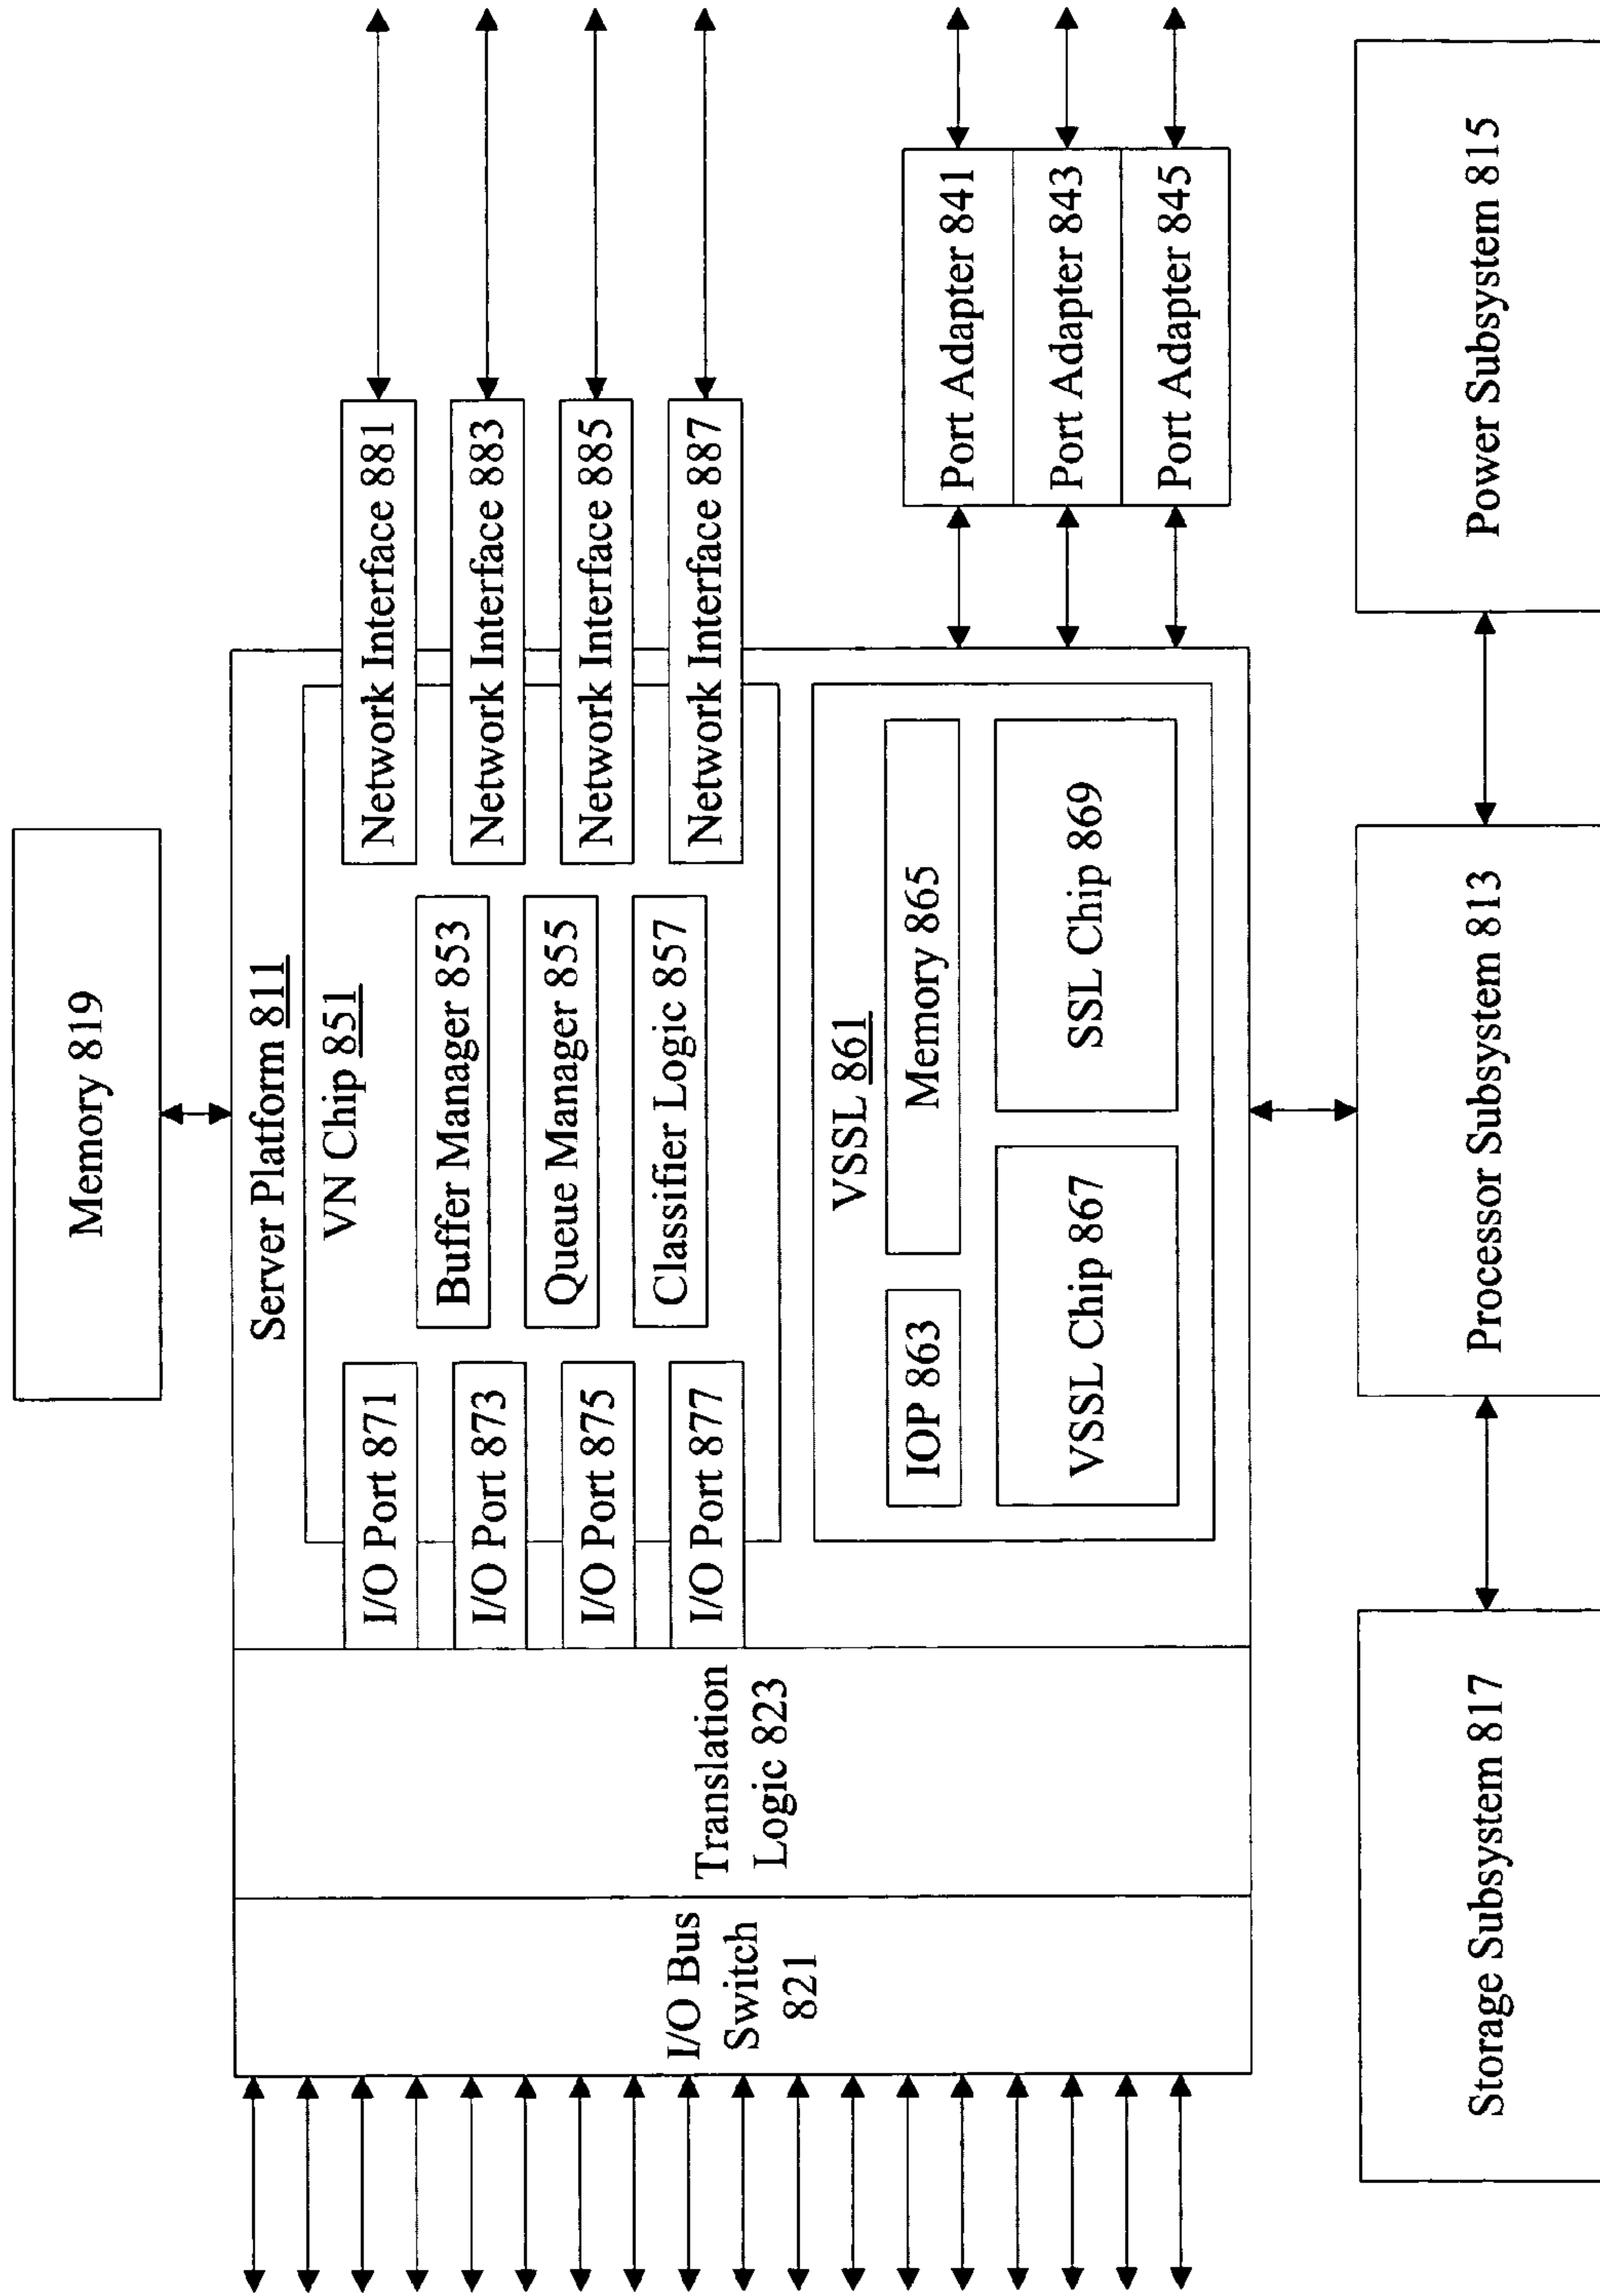 Memory 819
Server Platform 811
VN Chip 851
I/O Port 871
I/O Port 873
I/O Port 875
I/O Port 877
Buffer Manager 853
Queue Manager 855
Classifier Logic 857
Network Interface 881
Network Interface 883
Network Interface 885
Network Interface 887
I/O Bus
Switch
821
Translation
Logic 823
VSSL 861
IOP 863
Memory 865
VSSL Chip 867
SSL Chip 869
Port Adapter 841
Port Adapter 843
Port Adapter 845
Storage Subsystem 817
Processor Subsystem 813
Power Subsystem 815